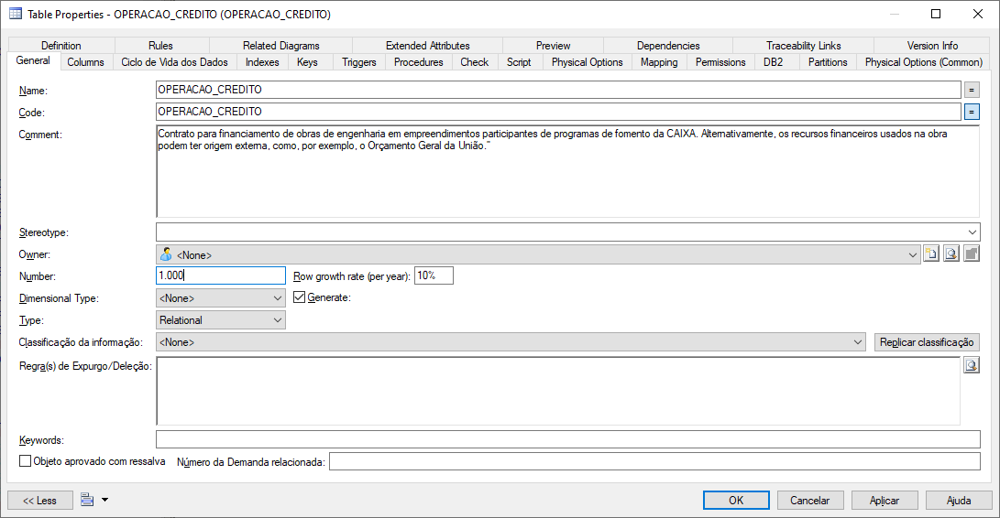 Table Properties - OPERACAO_CREDITO (OPERACAO_CREDITO)
Definition Rules Related Diagrams Extended Attributes Preview Dependencies Traceability Links Version Info
General Columns Ciclo de Vida dos Dados Indexes Keys Triggers Procedures Check Script Physical Options Mapping Permissions DB2 Partitions Physical Options (Common)
Name: OPERACAO_CREDITO =
Code: OPERACAO_CREDITO =
Comment: Contrato para financiamento de obras de engenharia em empreendimentos participantes de programas de fomento da CAIXA. Alternativamente, os recursos financeiros usados na obra
podem ter origem externa, como, por exemplo, o Orçamento Geral da União."
Stereotype:
Owner: <None>
Number: 1.000 Row growth rate (per year): 10%
Dimensional Type: <None> Generate:
Type: Relational
Classificação da informação: <None> Replicar classificação
Regra(s) de Expurgo/Deleção:
Keywords:
Objeto aprovado com ressalva Número da Demanda relacionada:
<< Less OK Cancelar Aplicar Ajuda